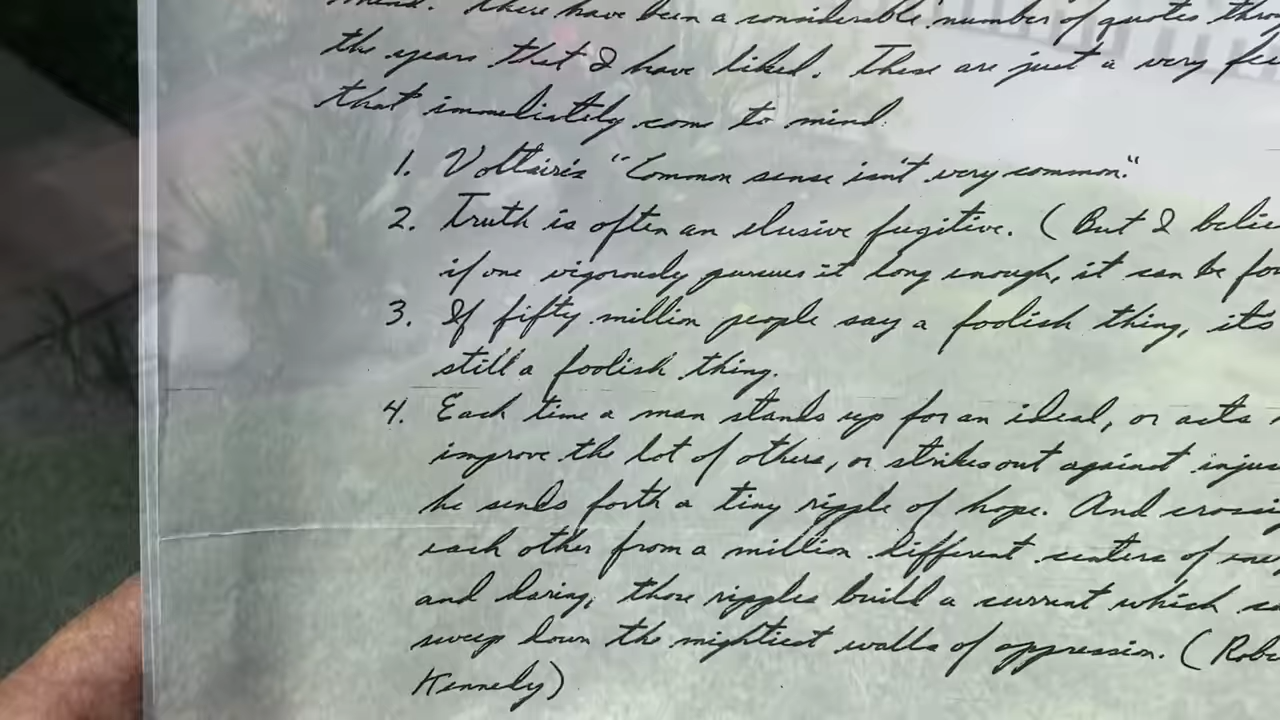 mind. There have been a considerable number of quotes
the years that I have liked. These are just a very few
that immediately come to mind:
1. Voltaire's "Common sense isn't very common."
2. Truth is often an elusive fugitive. (But I
if one vigorously pursues it long enough, it can be
3. If fifty million people say a foolish thing, it's
still a foolish thing.
4. Each time a man stands up for an ideal, or acts
improve the lot of others, or strikes out against
he sends forth a tiny ripple of hope. And
each other from a million different centers of
and daring, those ripples build a current which
sweep down the mightiest walls of oppression. (
Kennedy)